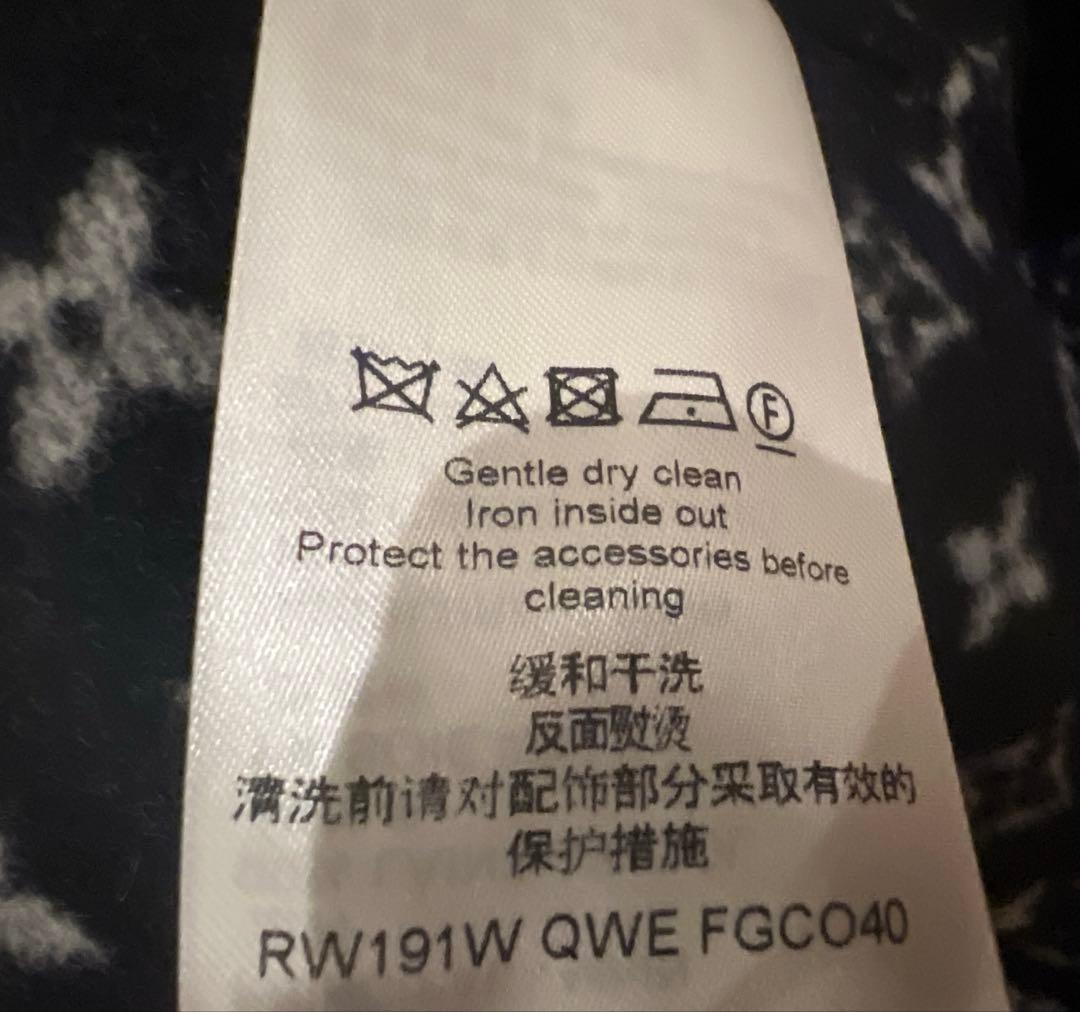 F
Gentle dry clean
Iron inside out
Protect the accessories before
cleaning
缓和干洗
反面熨烫
清洗前请对配饰部分采取有效的
保护措施
RW191W QWE FGCO40